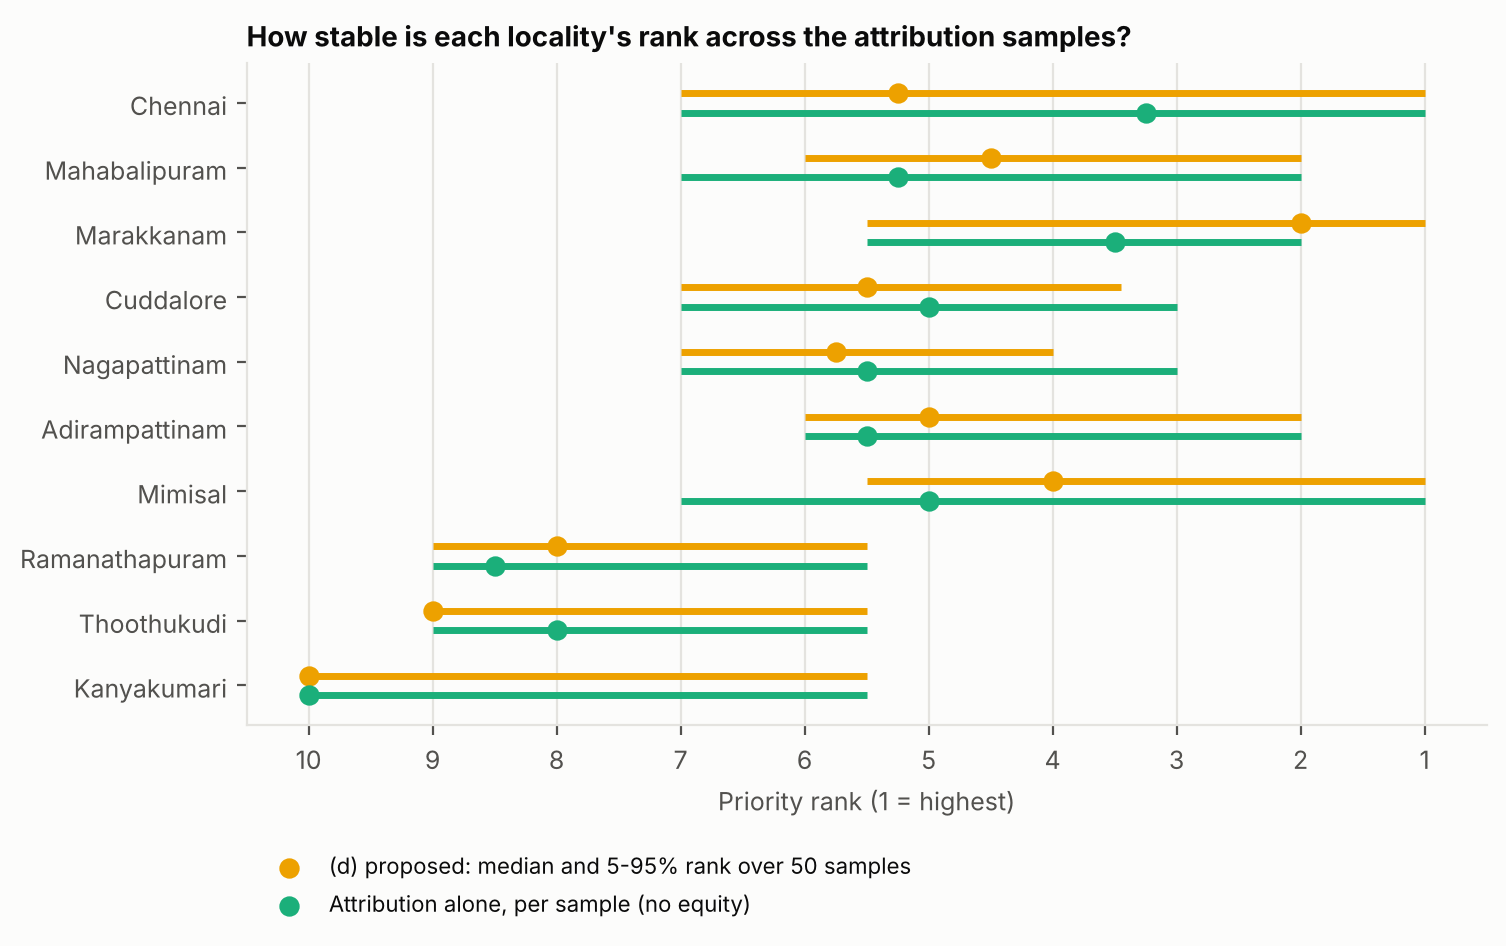 How stable is each locality's rank across the attribution samples?
Chennai
Mahabalipuram
Marakkanam
Cuddalore
Nagapattinam
Adirampattinam
Mimisal
Ramanathapuram
Thoothukudi
Kanyakumari
10 9 8 7 6 5 4 3 2 1
Priority rank (1 = highest)
(d) proposed: median and 5-95% rank over 50 samples
Attribution alone, per sample (no equity)